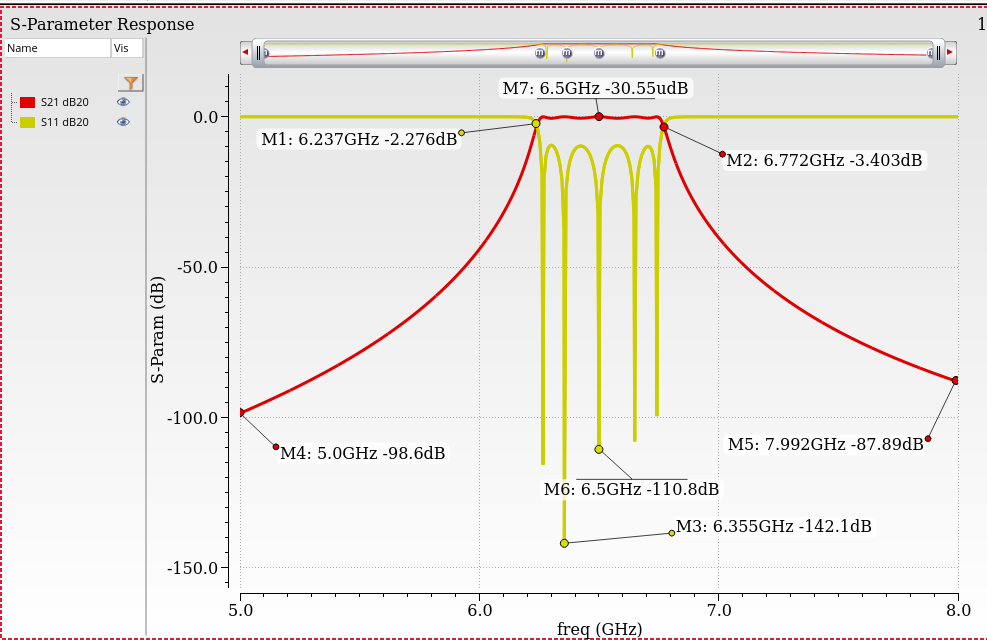 S-Parameter Response
1
Name Vis
S21 dB20
S11 dB20
M7: 6.5GHz -30.55udB
M1: 6.237GHz -2.276dB
M2: 6.772GHz -3.403dB
M4: 5.0GHz -98.6dB
M5: 7.992GHz -87.89dB
M6: 6.5GHz -110.8dB
M3: 6.355GHz -142.1dB
S-Param (dB)
0.0
-50.0
-100.0
-150.0
5.0 6.0 7.0 8.0
freq (GHz)